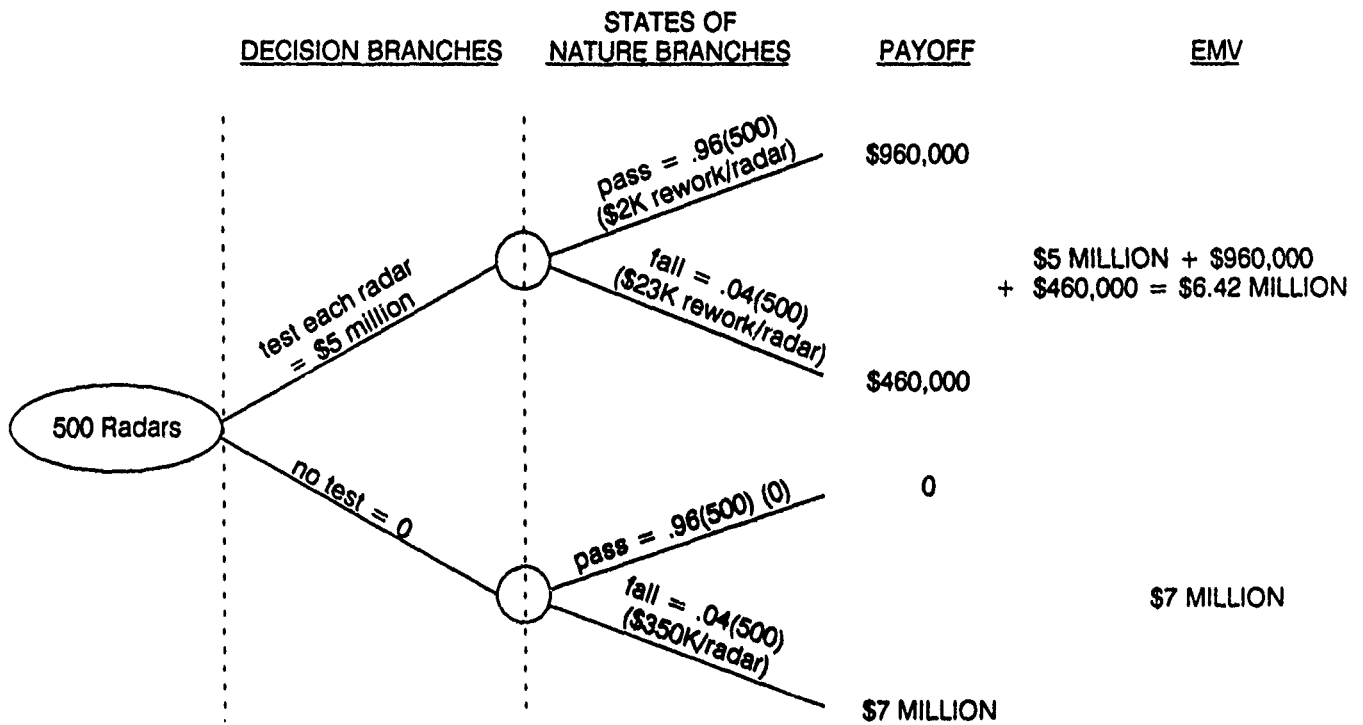 DECISION BRANCHES
STATES OF
NATURE BRANCHES
PAYOFF
EMV
pass = .96(500)
($2K rework/radar)
$960,000
test each radar
= $5 million
fail = .04(500)
($23K rework/radar)
$5 MILLION + $960,000
+ $460,000 = $6.42 MILLION
$460,000
500 Radars
no test = 0
pass = .96(500) (0)
0
fail = .04(500)
($350K/radar)
$7 MILLION
$7 MILLION